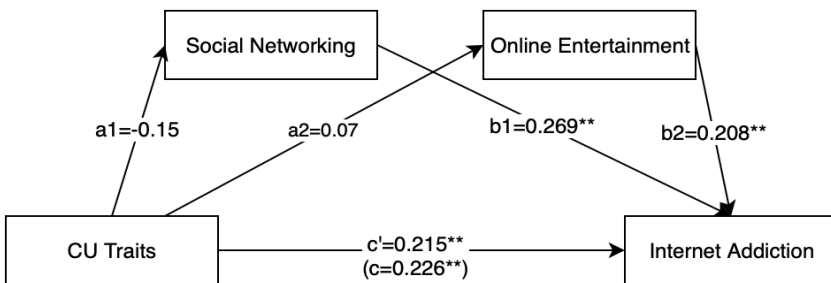 Social Networking
Online Entertainment
a1=-0.15
a2=0.07
b1=0.269**
b2=0.208**
CU Traits
c'=0.215**
(c=0.226**)
Internet Addiction